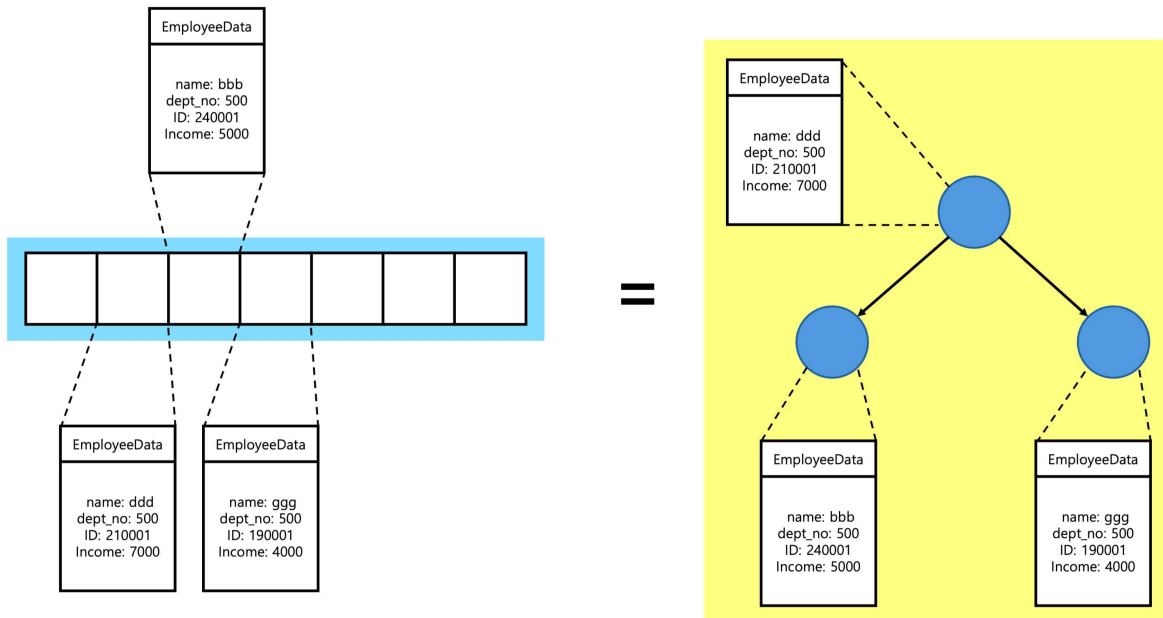 EmployeeData
name: bbb
dept_no: 500
ID: 240001
Income: 5000
EmployeeData
name: ddd
dept_no: 500
ID: 210001
Income: 7000
EmployeeData
name: ggg
dept_no: 500
ID: 190001
Income: 4000
=
EmployeeData
name: ddd
dept_no: 500
ID: 210001
Income: 7000
EmployeeData
name: bbb
dept_no: 500
ID: 240001
Income: 5000
EmployeeData
name: ggg
dept_no: 500
ID: 190001
Income: 4000